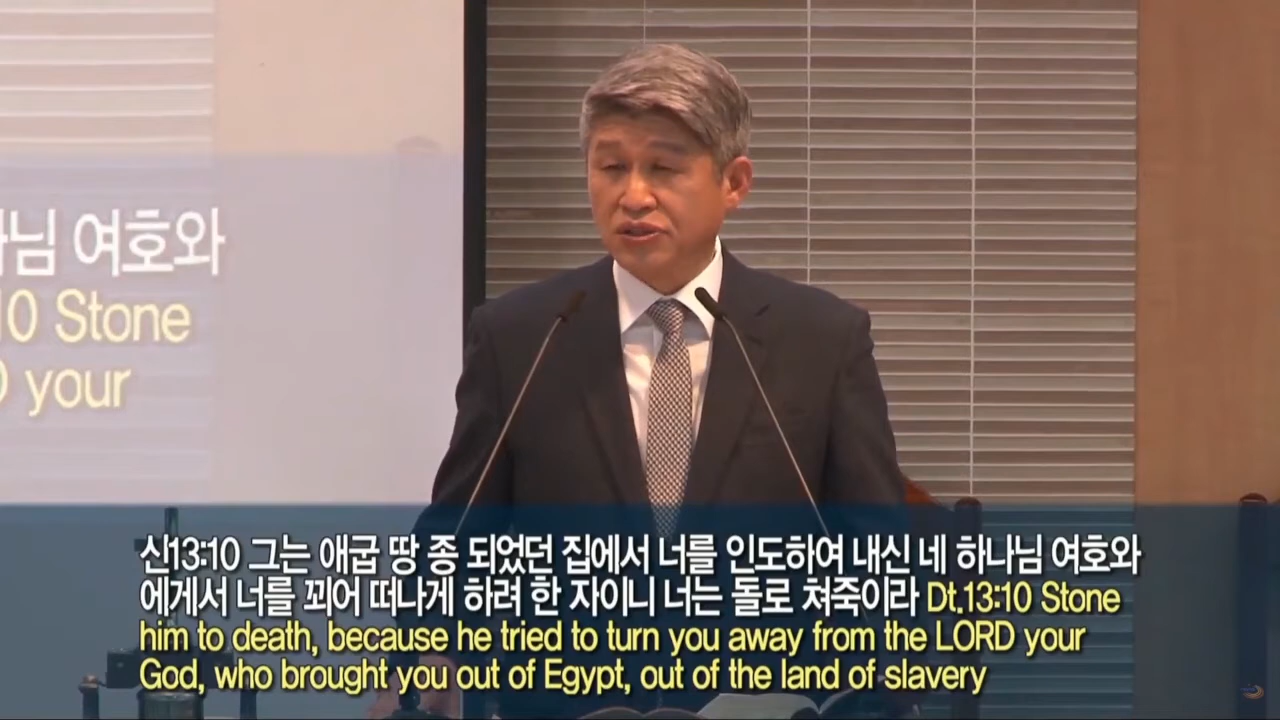 나님 여호와
10 Stone
D your
신13:10 그는 애굽 땅 종 되었던 집에서 너를 인도하여 내신 네 하나님 여호와
에게서 너를 꾀어 떠나게 하려 한 자이니 너는 돌로 쳐죽이라 Dt.13:10 Stone
him to death, because he tried to turn you away from the LORD your
God, who brought you out of Egypt, out of the land of slavery